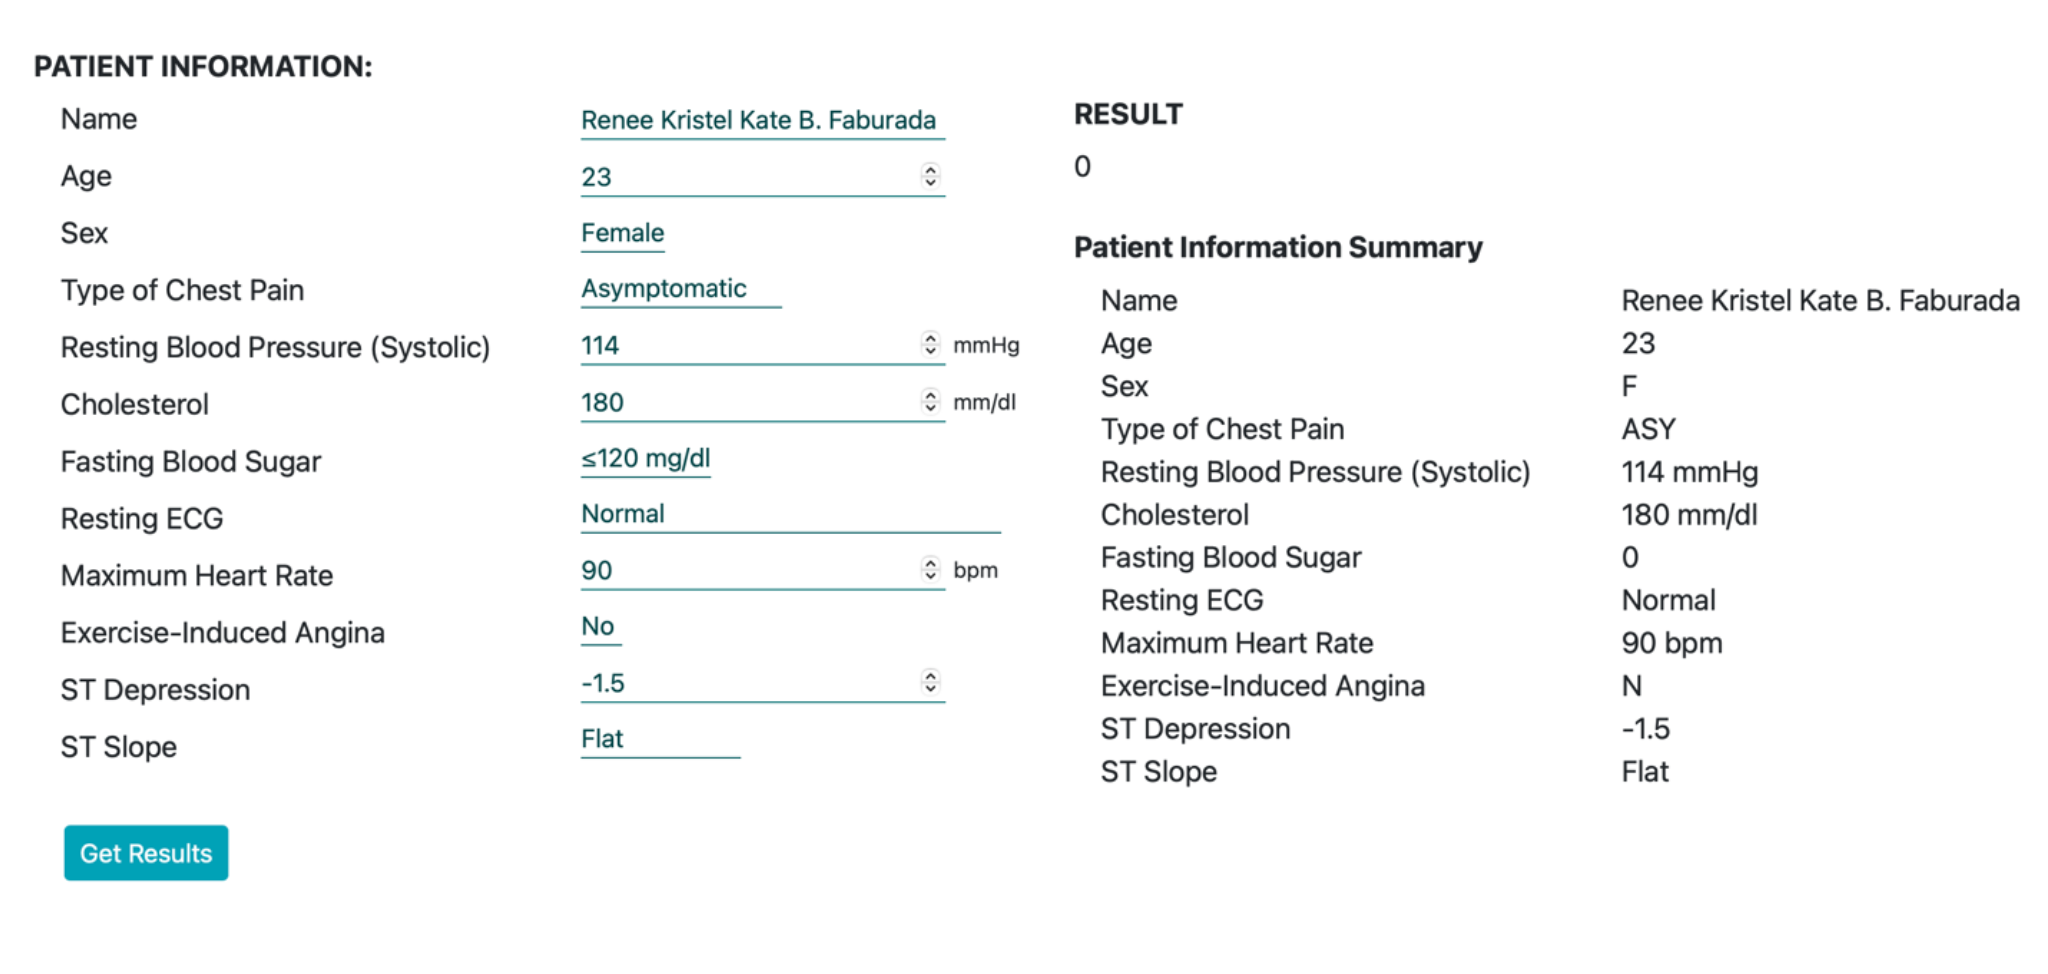 PATIENT INFORMATION:
Name Renee Kristel Kate B. Faburada
Age 23
Sex Female
Type of Chest Pain Asymptomatic
Resting Blood Pressure (Systolic) 114 mmHg
Cholesterol 180 mm/dl
Fasting Blood Sugar ≤120 mg/dl
Resting ECG Normal
Maximum Heart Rate 90 bpm
Exercise-Induced Angina No
ST Depression -1.5
ST Slope Flat
Get Results
RESULT
0
Patient Information Summary
Name Renee Kristel Kate B. Faburada
Age 23
Sex F
Type of Chest Pain ASY
Resting Blood Pressure (Systolic) 114 mmHg
Cholesterol 180 mm/dl
Fasting Blood Sugar 0
Resting ECG Normal
Maximum Heart Rate 90 bpm
Exercise-Induced Angina N
ST Depression -1.5
ST Slope Flat